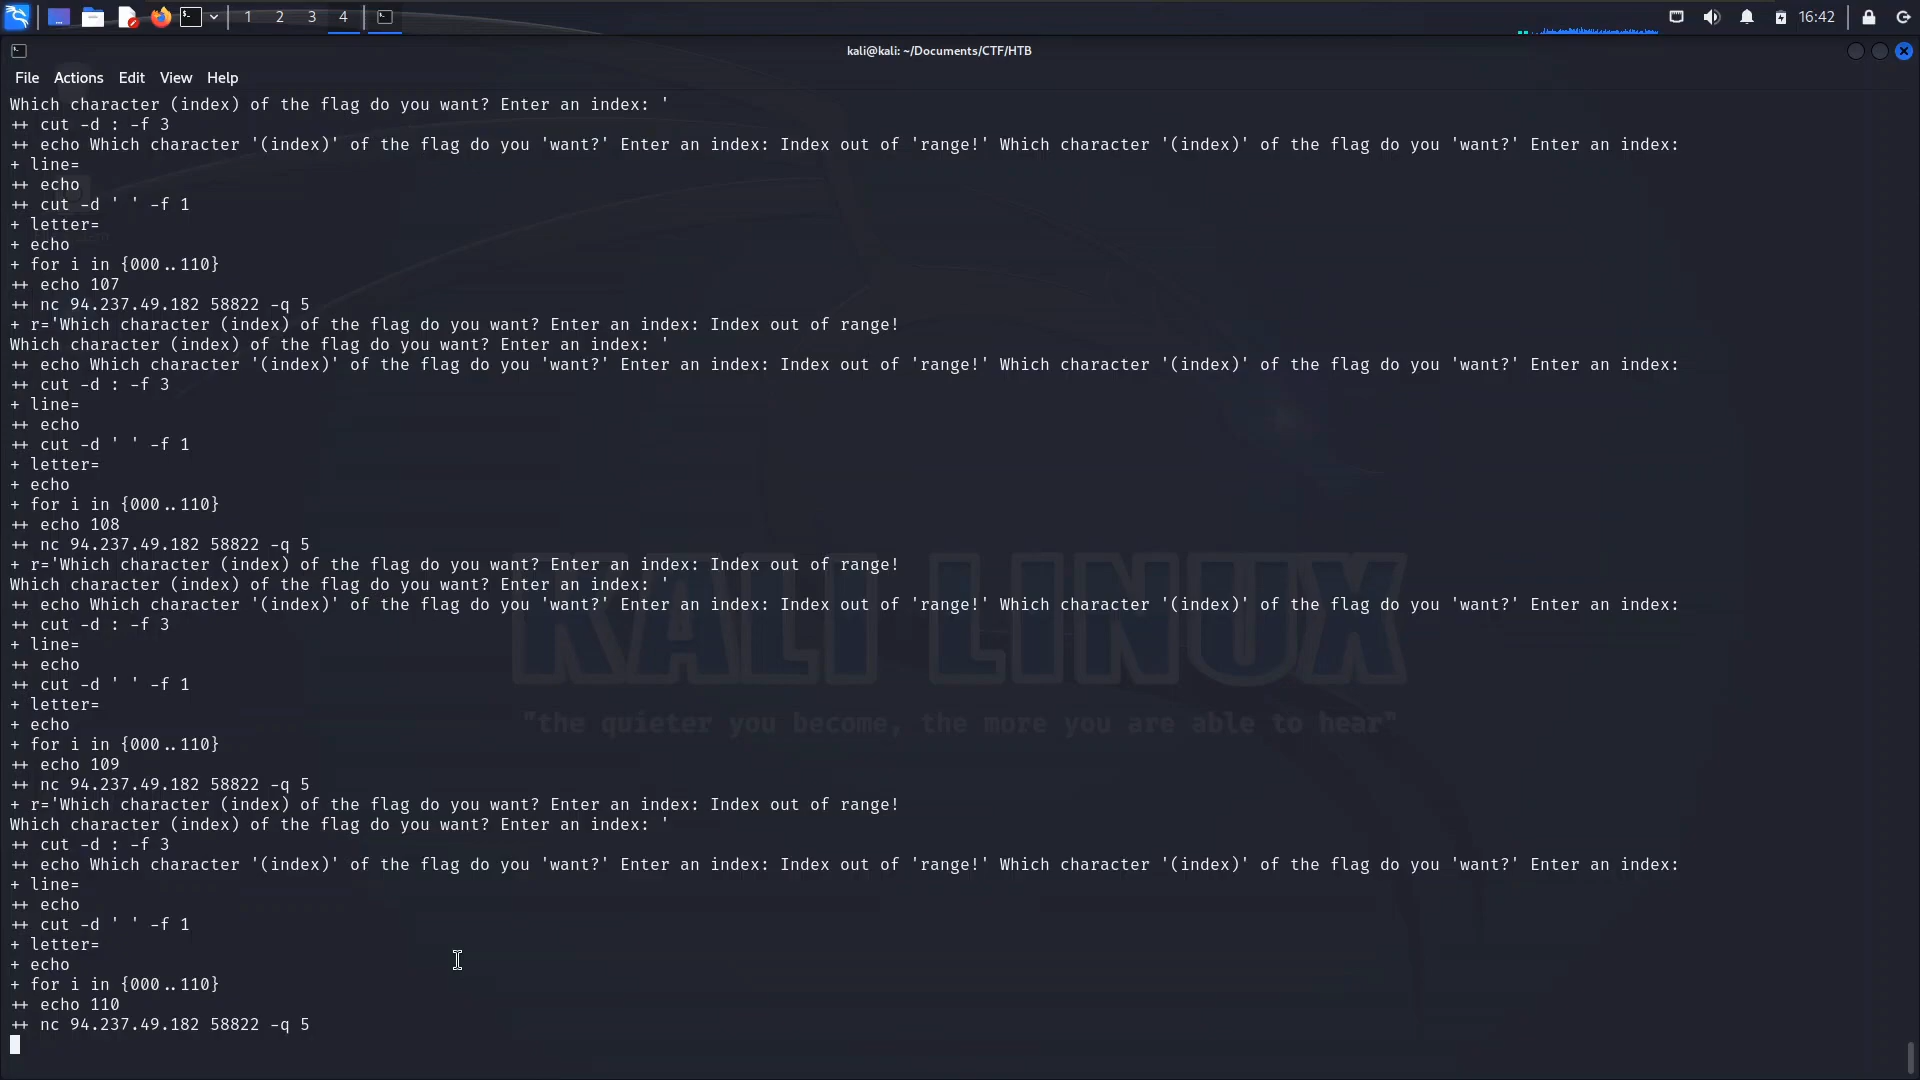 1 2 3 4 16:42
kali@kali: ~/Documents/CTF/HTB
File Actions Edit View Help
Which character (index) of the flag do you want? Enter an index: '
++ cut -d : -f 3
++ echo Which character '(index)' of the flag do you 'want?' Enter an index: Index out of 'range!' Which character '(index)' of the flag do you 'want?' Enter an index:
+ line=
++ echo
++ cut -d ' ' -f 1
+ letter=
+ echo
+ for i in {000..110}
++ echo 107
++ nc 94.237.49.182 58822 -q 5
+ r='Which character (index) of the flag do you want? Enter an index: Index out of range!
Which character (index) of the flag do you want? Enter an index: '
++ echo Which character '(index)' of the flag do you 'want?' Enter an index: Index out of 'range!' Which character '(index)' of the flag do you 'want?' Enter an index:
++ cut -d : -f 3
+ line=
++ echo
++ cut -d ' ' -f 1
+ letter=
+ echo
+ for i in {000..110}
++ echo 108
++ nc 94.237.49.182 58822 -q 5
+ r='Which character (index) of the flag do you want? Enter an index: Index out of range!
Which character (index) of the flag do you want? Enter an index: '
++ echo Which character '(index)' of the flag do you 'want?' Enter an index: Index out of 'range!' Which character '(index)' of the flag do you 'want?' Enter an index:
++ cut -d : -f 3
+ line=
++ echo
++ cut -d ' ' -f 1
+ letter=
+ echo
+ for i in {000..110}
++ echo 109
++ nc 94.237.49.182 58822 -q 5
+ r='Which character (index) of the flag do you want? Enter an index: Index out of range!
Which character (index) of the flag do you want? Enter an index: '
++ cut -d : -f 3
++ echo Which character '(index)' of the flag do you 'want?' Enter an index: Index out of 'range!' Which character '(index)' of the flag do you 'want?' Enter an index:
+ line=
++ echo
++ cut -d ' ' -f 1
+ letter=
+ echo
+ for i in {000..110}
++ echo 110
++ nc 94.237.49.182 58822 -q 5
KALI LINUX
"the quieter you become, the more you are able to hear"